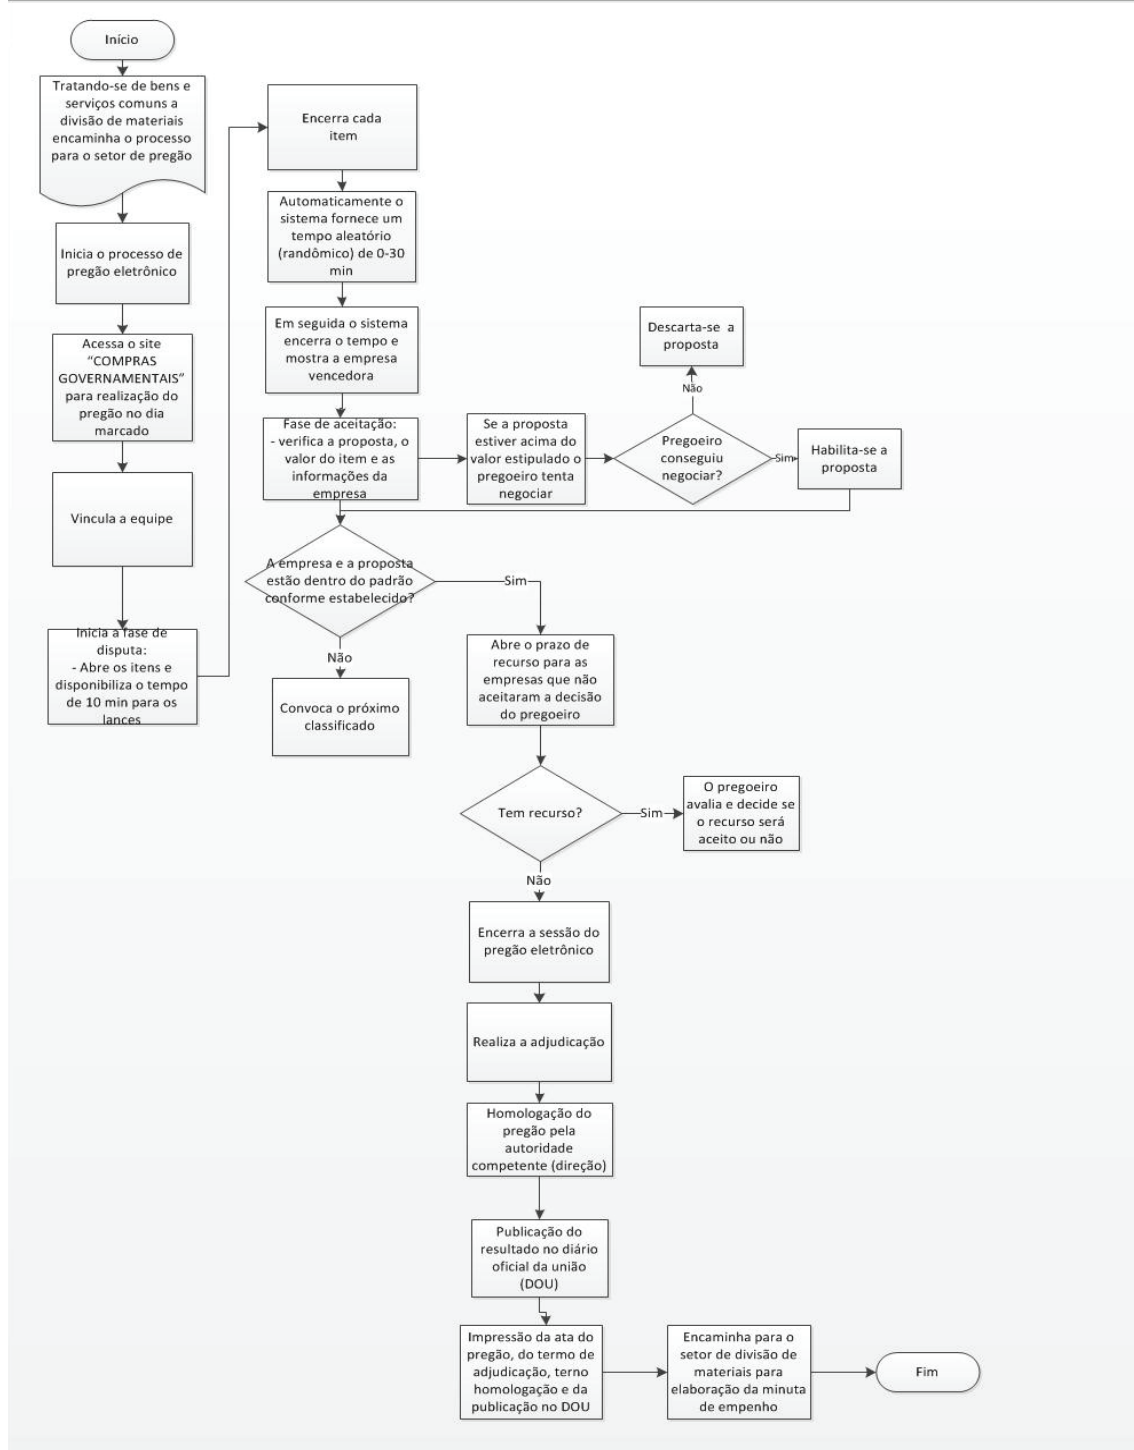 Início
Tratando-se de bens e
serviços comuns a
divisão de materiais
encaminha o processo
para o setor de pregão
Inicia o processo de
pregão eletrônico
Acessa o site
“COMPRAS
GOVERNAMENTAIS”
para realização do
pregão no dia
marcado
Vincula a equipe
Inicia a fase de
disputa:
- Abre os itens e
disponibiliza o tempo
de 10 min para os
lances
Encerra cada
item
Automaticamente o
sistema fornece um
tempo aleatório
(randômico) de 0-30
min
Em seguida o sistema
encerra o tempo e
mostra a empresa
vencedora
Fase de aceitação:
- verifica a proposta, o
valor do item e as
informações da
empresa
Se a proposta
estiver acima do
valor estipulado o
pregoeiro tenta
negociar
Pregoeiro
conseguiu
negociar?
Não
Descarta-se a
proposta
Sim
Habilita-se a
proposta
A empresa e a proposta
estão dentro do padrão
conforme estabelecido?
Não
Convoca o próximo
classificado
Sim
Abre o prazo de
recurso para as
empresas que não
aceitaram a decisão
do pregoeiro
Tem recurso?
Sim
O pregoeiro
avalia e decide se
o recurso será
aceito ou não
Não
Encerra a sessão do
pregão eletrônico
Realiza a adjudicação
Homologação do
pregão pela
autoridade
competente (direção)
Publicação do
resultado no diário
oficial da união
(DOU)
Impressão da ata do
pregão, do termo de
adjudicação, terno
homologação e da
publicação no DOU
Encaminha para o
setor de divisão de
materiais para
elaboração da minuta
de empenho
Fim